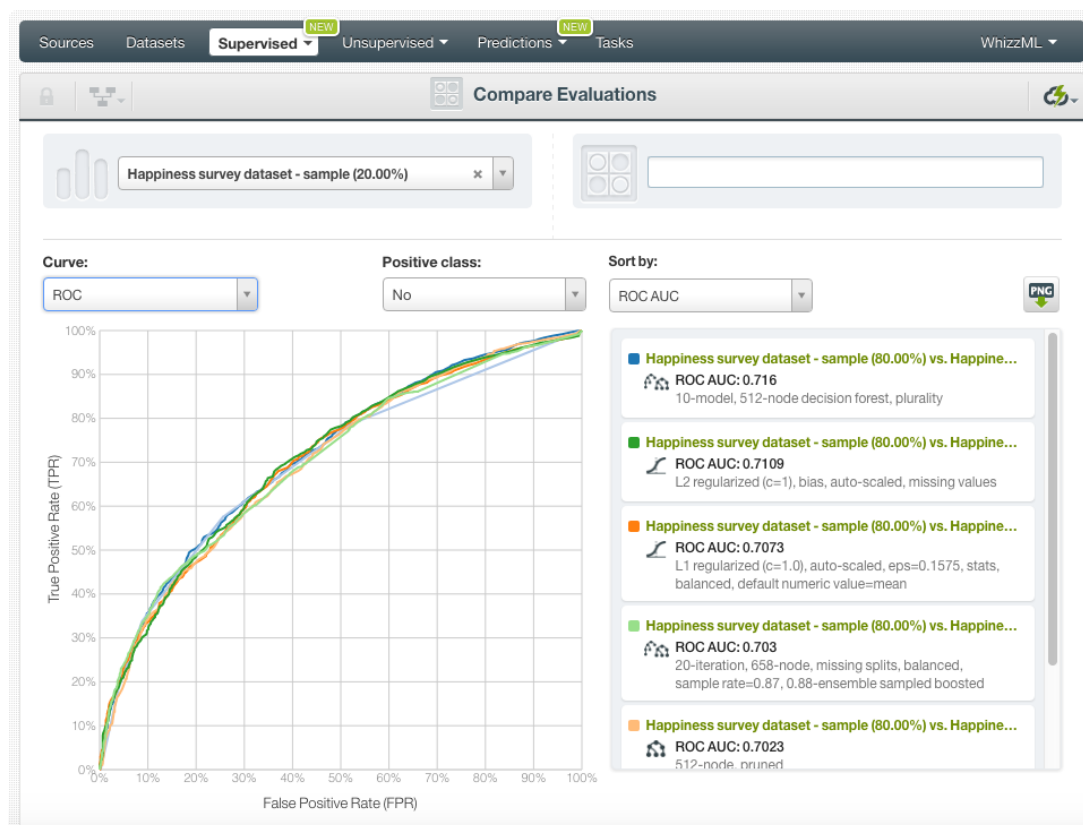 NEW
NEW
Sources Datasets Supervised Unsupervised Predictions Tasks WhizzML
Compare Evaluations
Happiness survey dataset - sample (20.00%) ×
Curve: Positive class: Sort by:
ROC No ROC AUC PNG
100%
90%
80%
70%
60%
50%
40%
30%
20%
10%
0%
True Positive Rate (TPR)
0% 10% 20% 30% 40% 50% 60% 70% 80% 90% 100%
False Positive Rate (FPR)
Happiness survey dataset - sample (80.00%) vs. Happine...
ROC AUC: 0.716
10-model, 512-node decision forest, plurality
Happiness survey dataset - sample (80.00%) vs. Happine...
ROC AUC: 0.7109
L2 regularized (c=1), bias, auto-scaled, missing values
Happiness survey dataset - sample (80.00%) vs. Happine...
ROC AUC: 0.7073
L1 regularized (c=1.0), auto-scaled, eps=0.1575, stats,
balanced, default numeric value=mean
Happiness survey dataset - sample (80.00%) vs. Happine...
ROC AUC: 0.703
20-iteration, 658-node, missing splits, balanced,
sample rate=0.87, 0.88-ensemble sampled boosted
Happiness survey dataset - sample (80.00%) vs. Happine...
ROC AUC: 0.7023
512-node, pruned